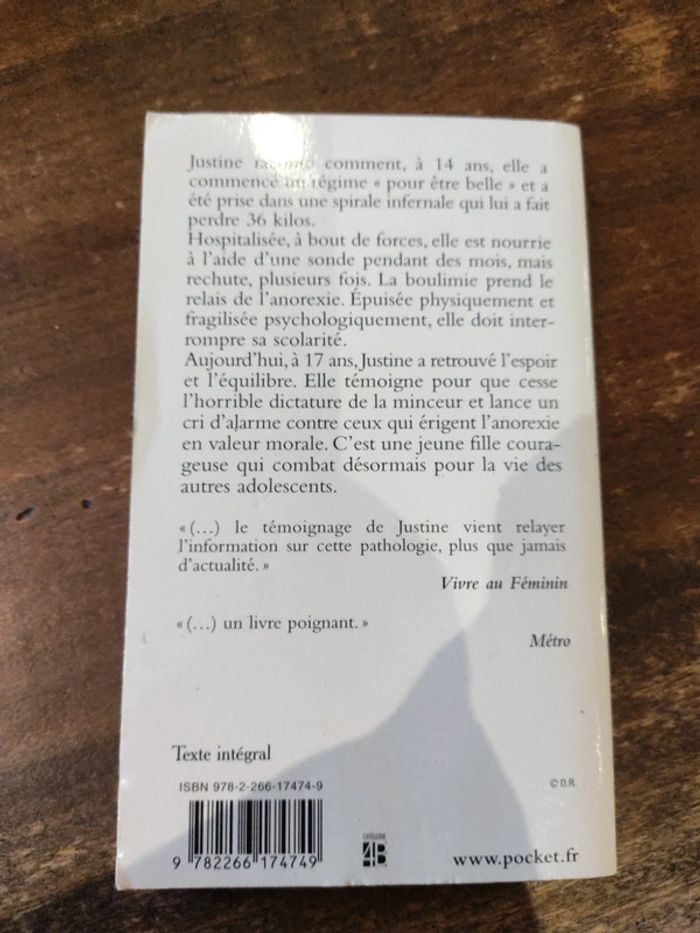 Justine raconte comment, à 14 ans, elle a
commencé un régime « pour être belle » et a
été prise dans une spirale infernale qui lui a fait
perdre 36 kilos.
Hospitalisée, à bout de forces, elle est nourrie
à l'aide d'une sonde pendant des mois, mais
rechute, plusieurs fois. La boulimie prend le
relais de l'anorexie. Épuisée physiquement et
fragilisée psychologiquement, elle doit inter-
rompre sa scolarité.
Aujourd'hui, à 17 ans, Justine a retrouvé l'espoir
et l'équilibre. Elle témoigne pour que cesse
l'horrible dictature de la minceur et lance un
cri d'alarme contre ceux qui érigent l'anorexie
en valeur morale. C'est une jeune fille coura-
geuse qui combat désormais pour la vie des
autres adolescents.
« (…) le témoignage de Justine vient relayer
l'information sur cette pathologie, plus que jamais
d'actualité. »
Vivre au Féminin
« (…) un livre poignant. »
Métro
Texte intégral
ISBN 978-2-266-17474-9
© D.R.
9 782266 174749
CATÉGORIE
4B
www.pocket.fr